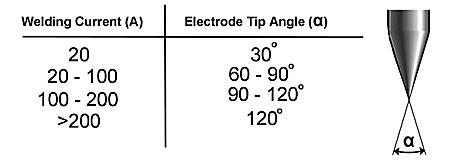 Welding Current (A) Electrode Tip Angle (α)
20 30°
20 - 100 60 - 90°
100 - 200 90 - 120°
>200 120°
α